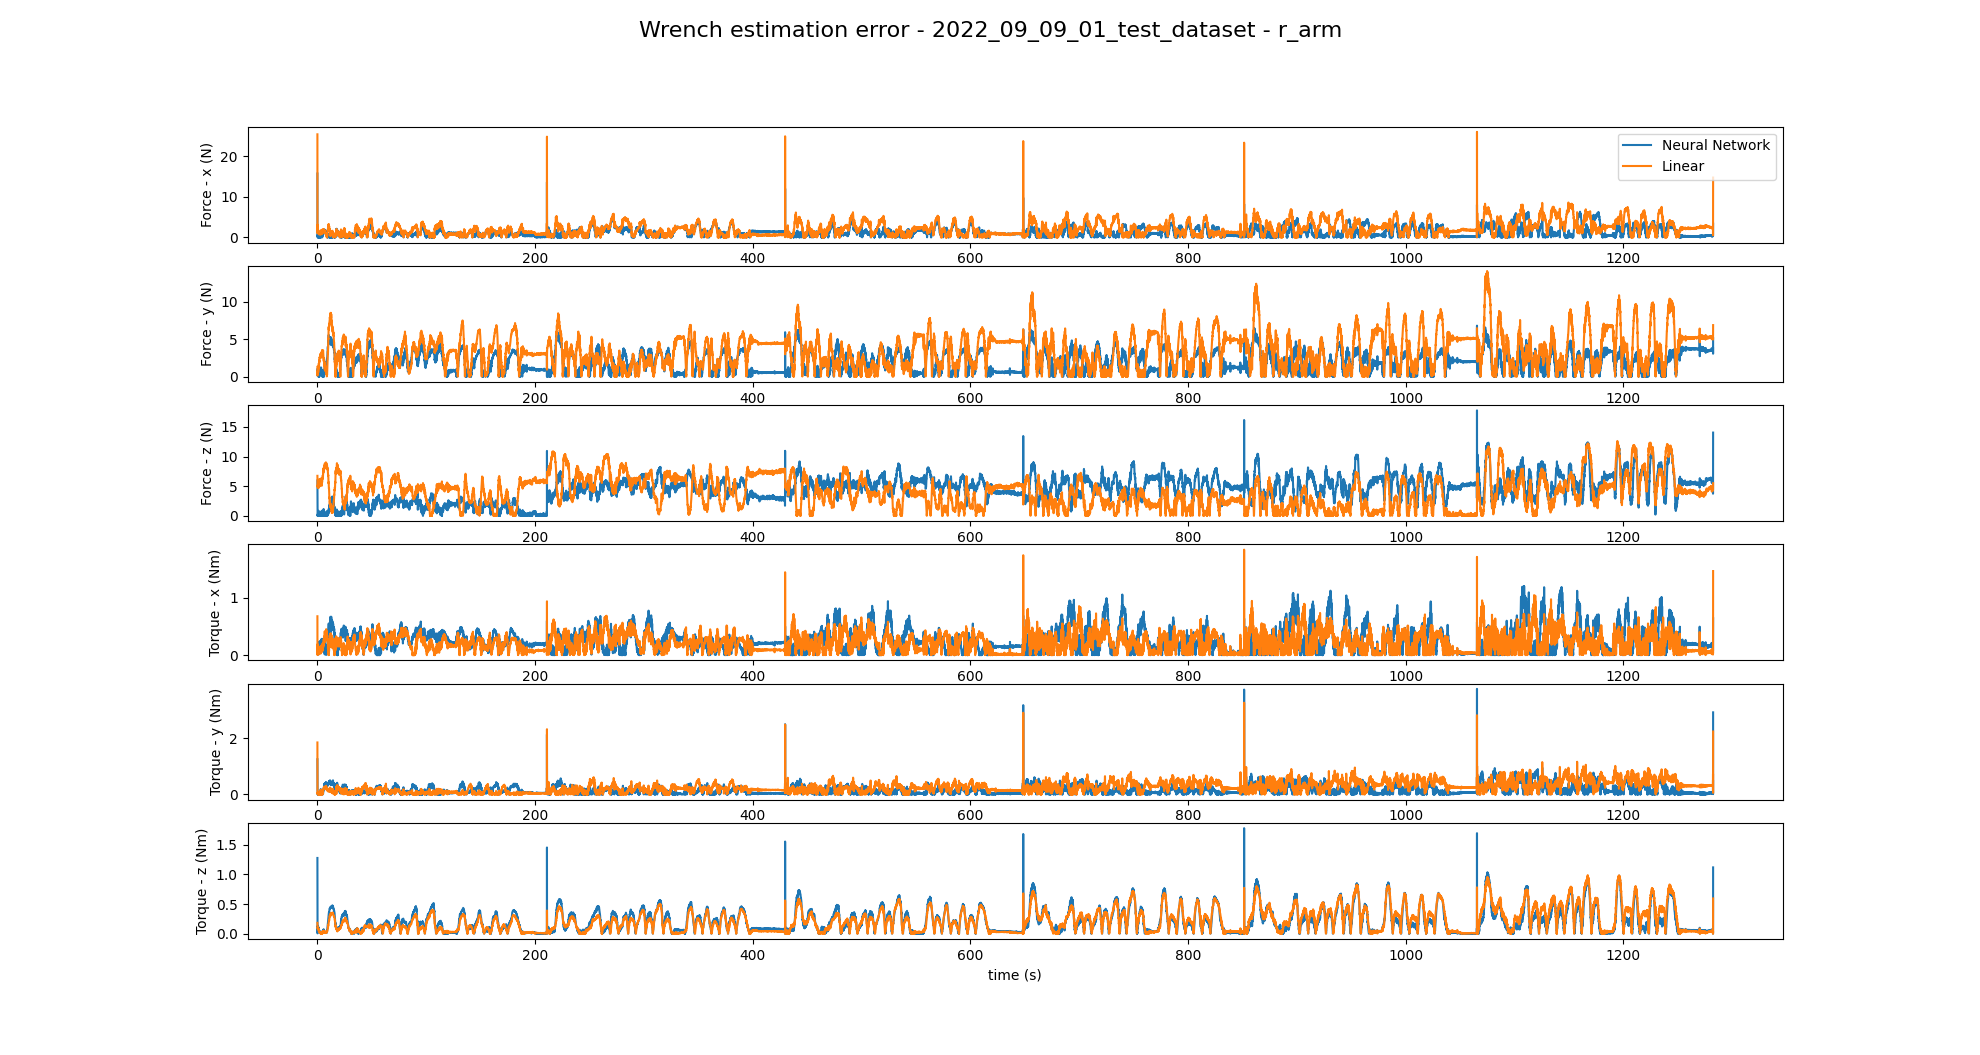 Wrench estimation error - 2022_09_09_01_test_dataset - r_arm
Force - x (N)
20
10
0
Neural Network
Linear
0 200 400 600 800 1000 1200
Force - y (N)
10
5
0
0 200 400 600 800 1000 1200
Force - z (N)
15
10
5
0
0 200 400 600 800 1000 1200
Torque - x (Nm)
1
0
0 200 400 600 800 1000 1200
Torque - y (Nm)
2
0
0 200 400 600 800 1000 1200
Torque - z (Nm)
1.5
1.0
0.5
0.0
0 200 400 600 800 1000 1200
time (s)